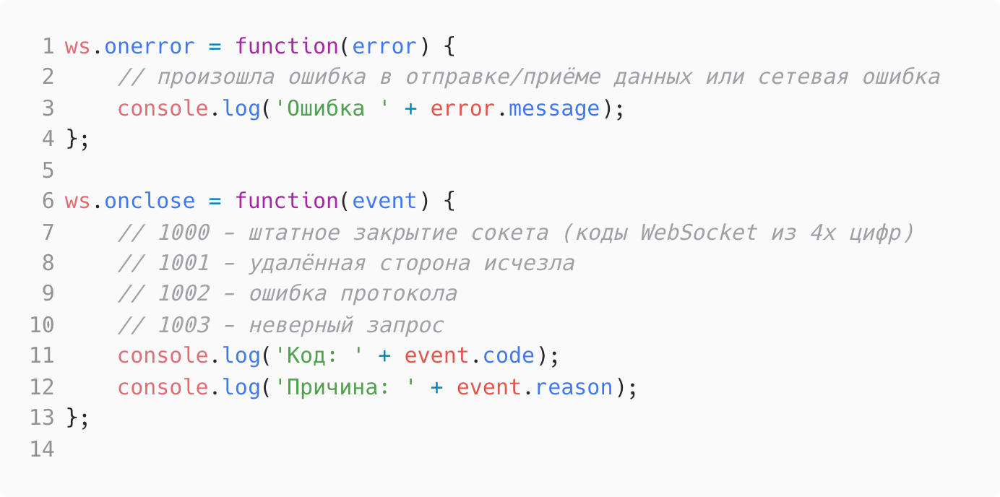 1 ws.onerror = function(error) {
2     // произошла ошибка в отправке/приёме данных или сетевая ошибка
3     console.log('Ошибка ' + error.message);
4 };
5
6 ws.onclose = function(event) {
7     // 1000 - штатное закрытие сокета (коды WebSocket из 4х цифр)
8     // 1001 - удалённая сторона исчезла
9     // 1002 - ошибка протокола
10     // 1003 - неверный запрос
11     console.log('Код: ' + event.code);
12     console.log('Причина: ' + event.reason);
13 };
14